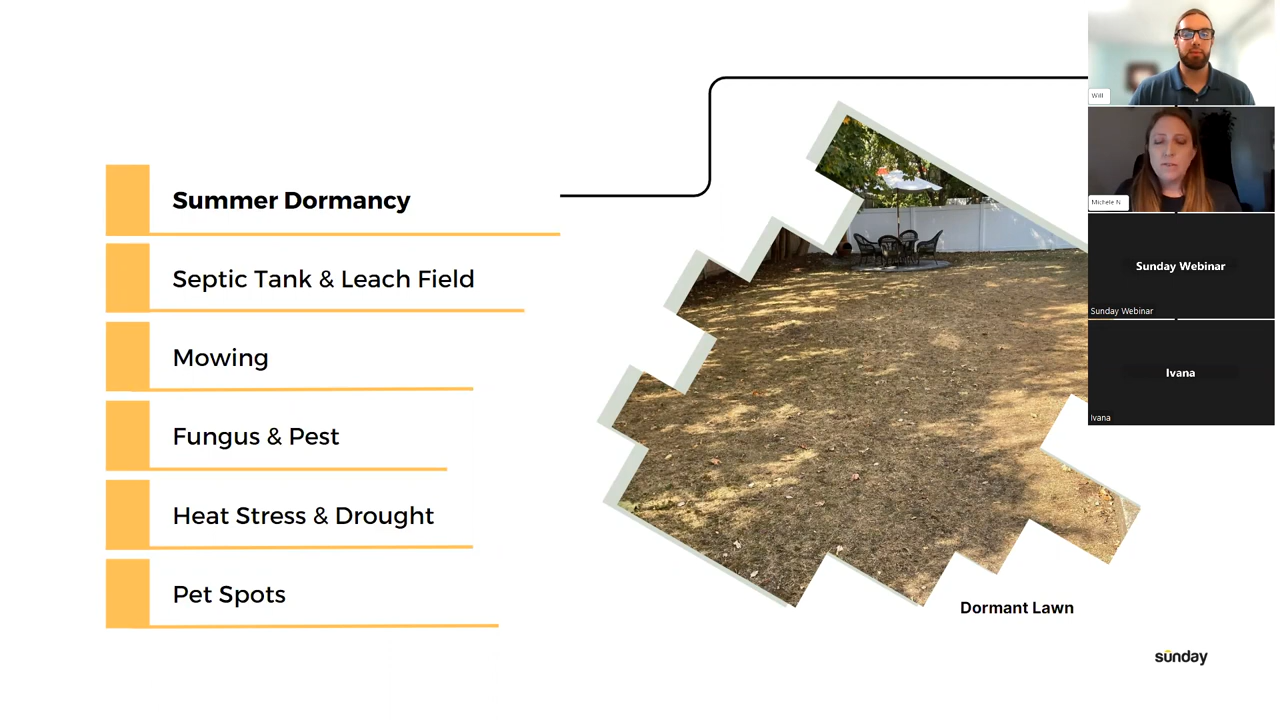 Summer Dormancy
Septic Tank & Leach Field
Mowing
Fungus & Pest
Heat Stress & Drought
Pet Spots
Dormant Lawn
sunday
Will
Michele N
Sunday Webinar
Sunday Webinar
Ivana
Ivana